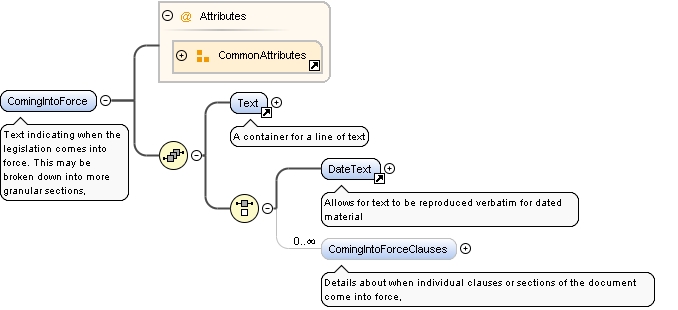 @ Attributes
CommonAttributes
ComingIntoForce
Text indicating when the
legislation comes into
force. This may be
broken down into more
granular sections,
Text
A container for a line of text
DateText
Allows for text to be reproduced verbatim for dated
material
0..∞
ComingIntoForceClauses
Details about when individual clauses or sections of the document
come into force,